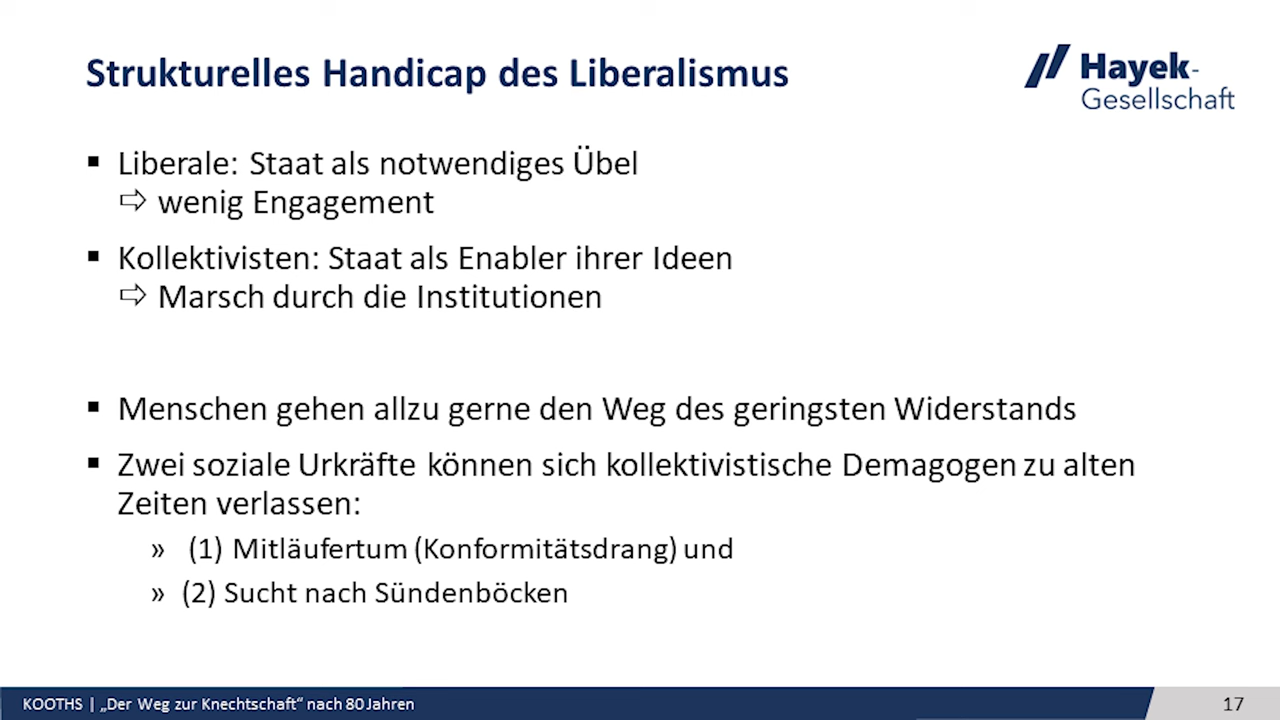 Strukturelles Handicap des Liberalismus
Hayek-
Gesellschaft
▪ Liberale: Staat als notwendiges Übel
⇨ wenig Engagement
▪ Kollektivisten: Staat als Enabler ihrer Ideen
⇨ Marsch durch die Institutionen
▪ Menschen gehen allzu gerne den Weg des geringsten Widerstands
▪ Zwei soziale Urkräfte können sich kollektivistische Demagogen zu alten
Zeiten verlassen:
» (1) Mitläufertum (Konformitätsdrang) und
» (2) Sucht nach Sündenböcken
KOOTHS | „Der Weg zur Knechtschaft“ nach 80 Jahren
17